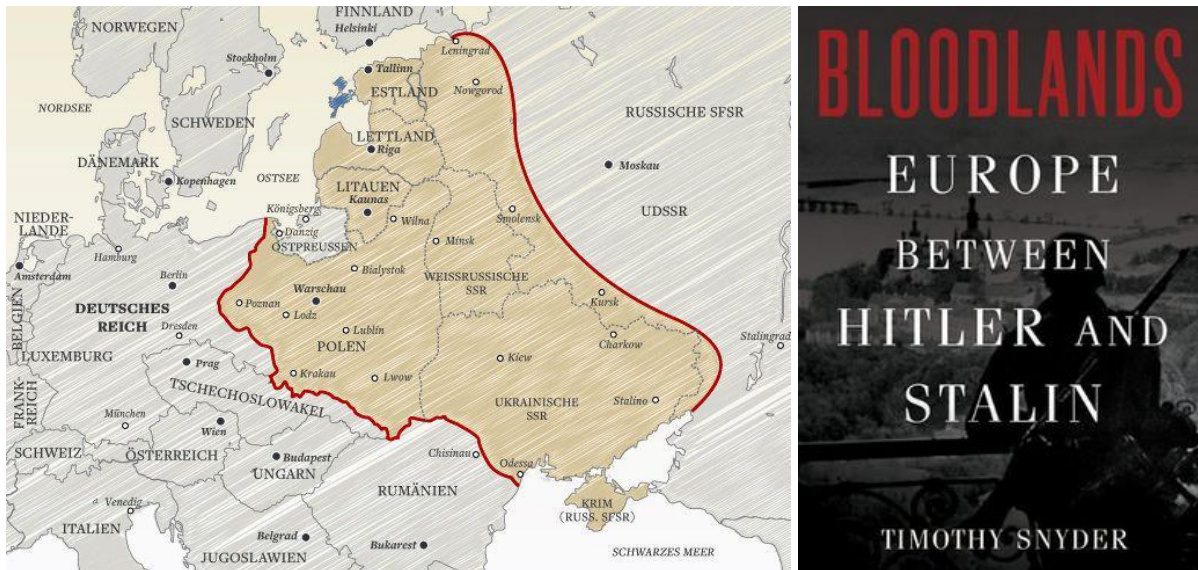 NORWEGEN
FINNLAND
Helsinki
Leningrad
Stockholm
Tallinn
ESTLAND
Nowgorod
NORDSEE
SCHWEDEN
RUSSISCHE SFSR
LETTLAND
Riga
DÄNEMARK
Kopenhagen
OSTSEE
Moskau
LITAUEN
Kaunas
Königsberg
Wilna
Smolensk
UDSSR
NIEDER-
LANDE
Danzig
OSTPREUSSEN
Minsk
Hamburg
Amsterdam
Berlin
Bialystok
WEISSRUSSISCHE
SSR
BELGIEN
DEUTSCHES
REICH
Poznan
Warschau
Lodz
Kursk
Dresden
Lublin
Charkow
Stalingrad
LUXEMBURG
POLEN
Kiew
Prag
Krakau
Lwow
TSCHECHOSLOWAKEI
FRANK-
REICH
UKRAINISCHE
SSR
Stalino
München
Wien
SCHWEIZ
ÖSTERREICH
Budapest
UNGARN
Chisinau
Odessa
RUMÄNIEN
Venedig
KRIM
(RUSS. SFSR)
ITALIEN
Belgrad
JUGOSLAWIEN
Bukarest
SCHWARZES MEER
BLOODLANDS
EUROPE
BETWEEN
HITLER AND
STALIN
TIMOTHY SNYDER